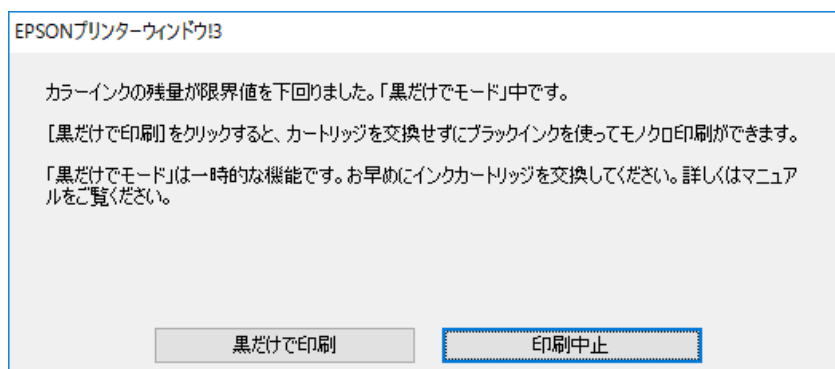 EPSONプリンターウィンドウ!3
カラーインクの残量が限界値を下回りました。「黒だけでモード」中です。
[黒だけで印刷]をクリックすると、カートリッジを交換せずにブラックインクを使ってモノクロ印刷ができます。
「黒だけでモード」は一時的な機能です。お早めにインクカートリッジを交換してください。詳しくはマニュア
ルをご覧ください。
黒だけで印刷
印刷中止